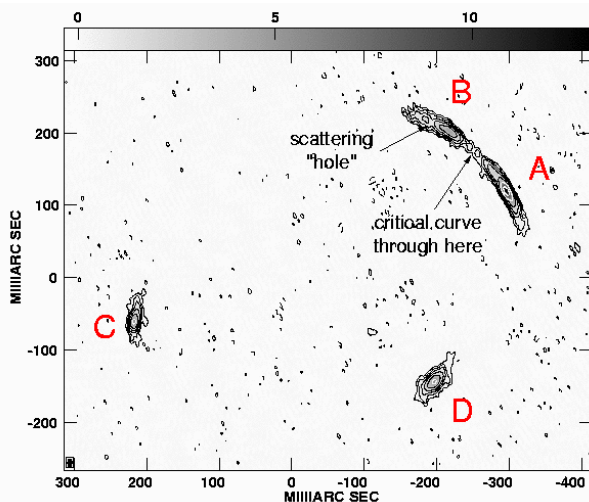 0 5 10
300
200
100
0
-100
-200
MIllIARC SEC
B
A
scattering
"hole"
critical curve
through here
C
D
300 200 100 0 -100 -200 -300 -400
MIllIARC SEC